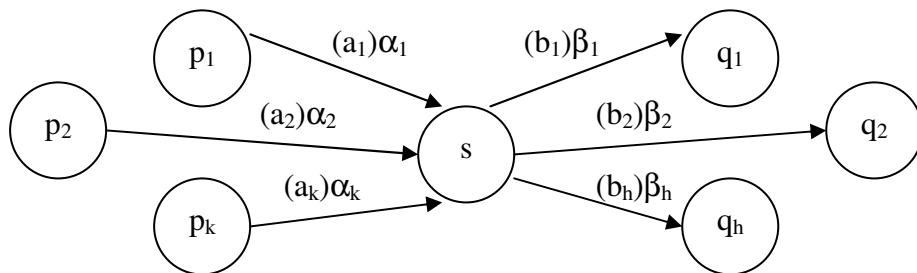 p₁ (a₁)α₁ (b₁)β₁ q₁
p₂ (a₂)α₂ s (b₂)β₂ q₂
pₖ (aₖ)αₖ (bₕ)βₕ qₕ